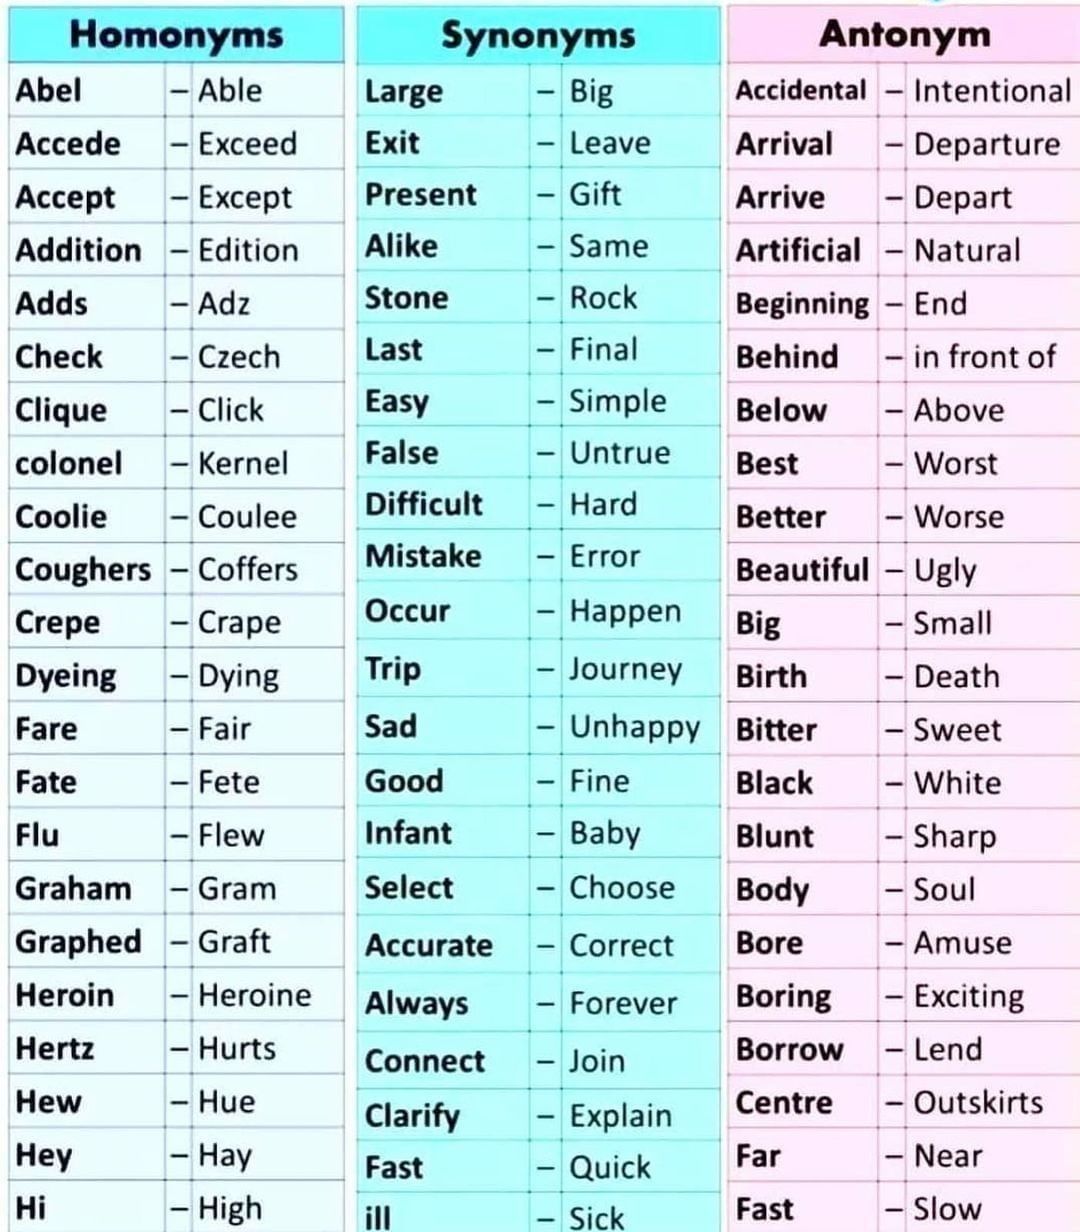 Homonyms
Abel – Able
Accede – Exceed
Accept – Except
Addition – Edition
Adds – Adz
Check – Czech
Clique – Click
colonel – Kernel
Coolie – Coulee
Coughers – Coffers
Crepe – Crape
Dyeing – Dying
Fare – Fair
Fate – Fete
Flu – Flew
Graham – Gram
Graphed – Graft
Heroin – Heroine
Hertz – Hurts
Hew – Hue
Hey – Hay
Hi – High
Synonyms
Large – Big
Exit – Leave
Present – Gift
Alike – Same
Stone – Rock
Last – Final
Easy – Simple
False – Untrue
Difficult – Hard
Mistake – Error
Occur – Happen
Trip – Journey
Sad – Unhappy
Good – Fine
Infant – Baby
Select – Choose
Accurate – Correct
Always – Forever
Connect – Join
Clarify – Explain
Fast – Quick
ill – Sick
Antonym
Accidental – Intentional
Arrival – Departure
Arrive – Depart
Artificial – Natural
Beginning – End
Behind – in front of
Below – Above
Best – Worst
Better – Worse
Beautiful – Ugly
Big – Small
Birth – Death
Bitter – Sweet
Black – White
Blunt – Sharp
Body – Soul
Bore – Amuse
Boring – Exciting
Borrow – Lend
Centre – Outskirts
Far – Near
Fast – Slow